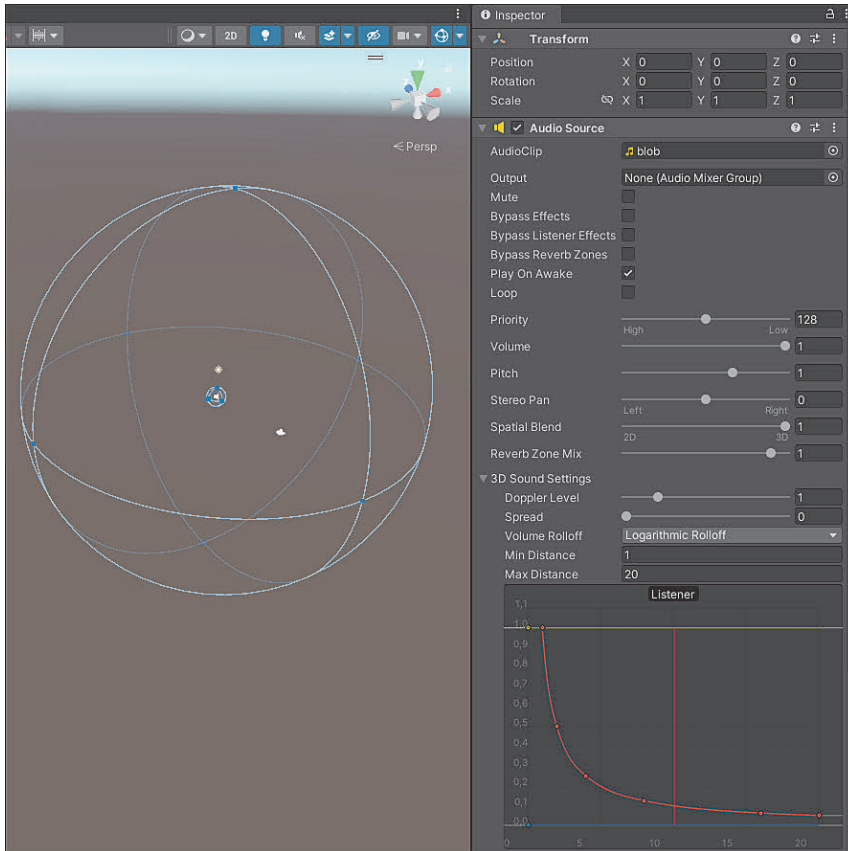 2D
y
z
x
Persp
Inspector
Transform
Position X 0 Y 0 Z 0
Rotation X 0 Y 0 Z 0
Scale X 1 Y 1 Z 1
Audio Source
AudioClip blob
Output None (Audio Mixer Group)
Mute
Bypass Effects
Bypass Listener Effects
Bypass Reverb Zones
Play On Awake
Loop
Priority 128
High Low
Volume 1
Pitch 1
Stereo Pan 0
Left Right
Spatial Blend 1
2D 3D
Reverb Zone Mix 1
3D Sound Settings
Doppler Level 1
Spread 0
Volume Rolloff Logarithmic Rolloff
Min Distance 1
Max Distance 20
Listener
1,1
1,0
0,9
0,8
0,7
0,6
0,5
0,4
0,3
0,2
0,1
0,0
0 5 10 15 20